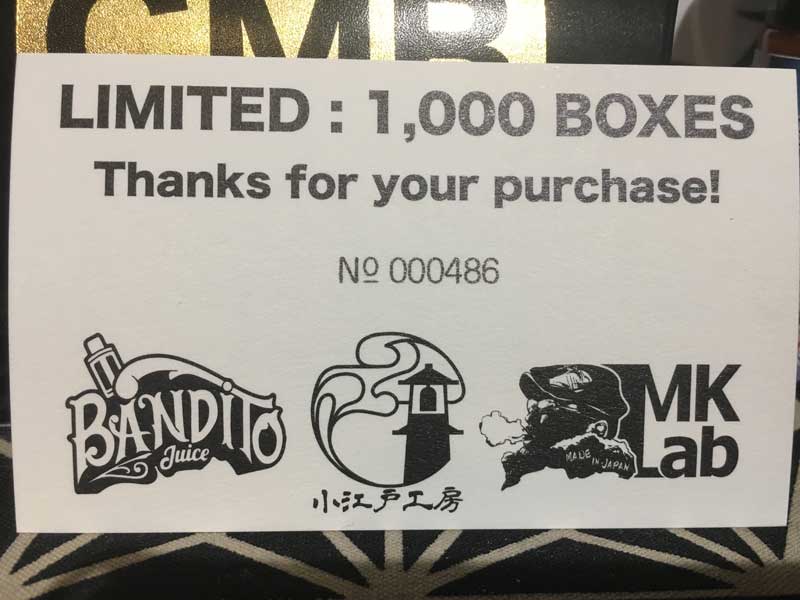 CMB
LIMITED : 1,000 BOXES
Thanks for your purchase!
Nº 000486
BANDITO
Juice
小江戸工房
MK
Lab
MADE
IN JAPAN